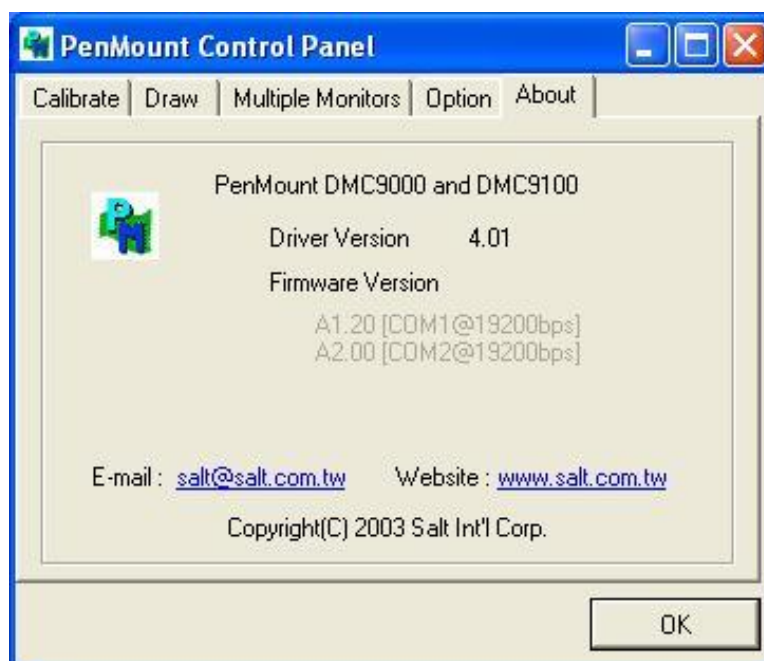 PenMount Control Panel
Calibrate Draw Multiple Monitors Option About
PM
PenMount DMC9000 and DMC9100
Driver Version 4.01
Firmware Version
A1.20 [COM1@19200bps]
A2.00 [COM2@19200bps]
E-mail : salt@salt.com.tw Website : www.salt.com.tw
Copyright(C) 2003 Salt Int'l Corp.
OK